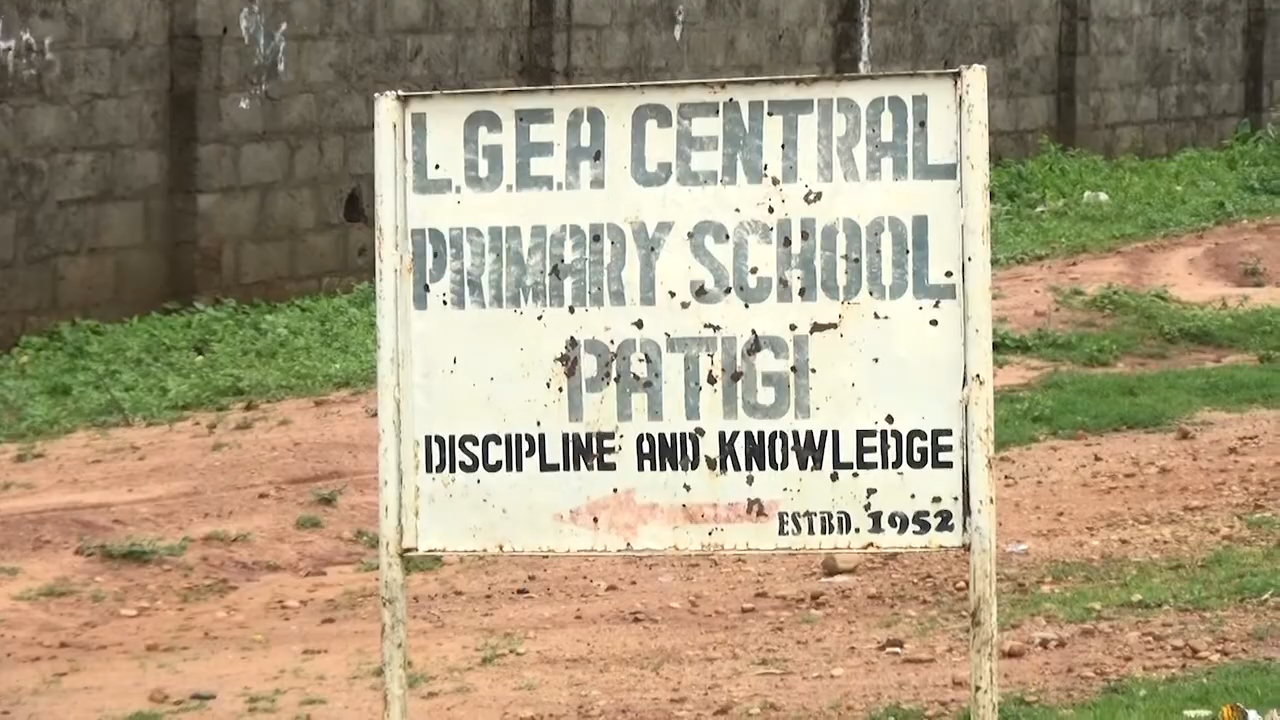 L.G.E.A CENTRAL
PRIMARY SCHOOL
PATIGI
DISCIPLINE AND KNOWLEDGE
ESTBD. 1952